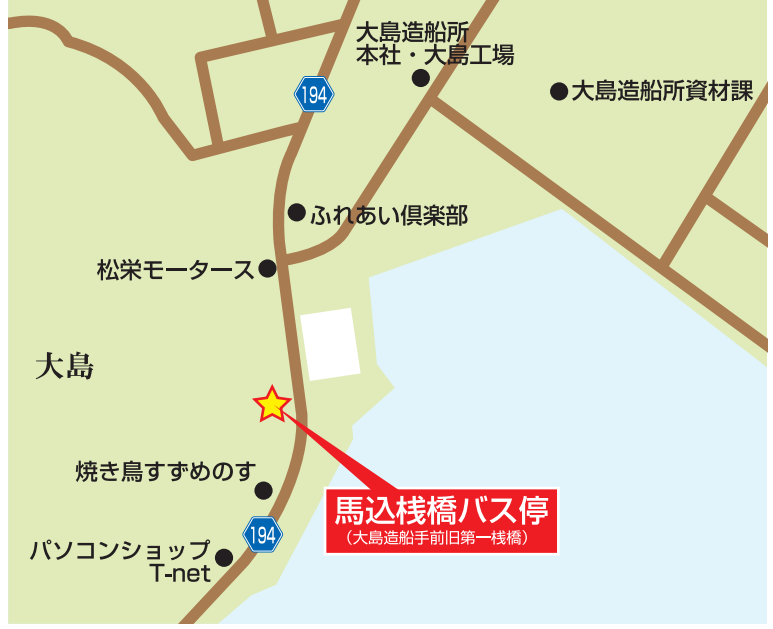 大島造船所
本社・大島工場
194
大島造船所資材課
ふれあい倶楽部
松栄モータース
大島
焼き鳥すずめのす
馬込桟橋バス停
（大島造船手前旧第一桟橋）
194
パソコンショップ
T-net